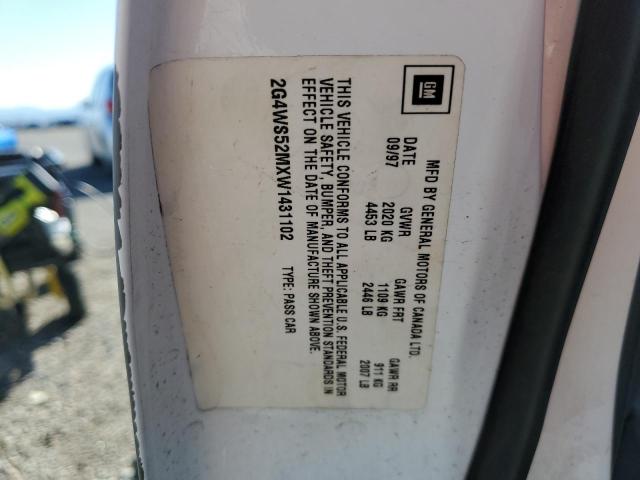 GM
MFD BY GENERAL MOTORS OF CANADA LTD.
DATE GVWR GAWR FRT GAWR RR
09/97 2020 KG 1109 KG 911 KG
4453 LB 2446 LB 2007 LB
THIS VEHICLE CONFORMS TO ALL APPLICABLE U.S. FEDERAL MOTOR
VEHICLE SAFETY, BUMPER, AND THEFT PREVENTION STANDARDS IN
EFFECT ON THE DATE OF MANUFACTURE SHOWN ABOVE.
2G4WS52MXW1431102 TYPE: PASS CAR